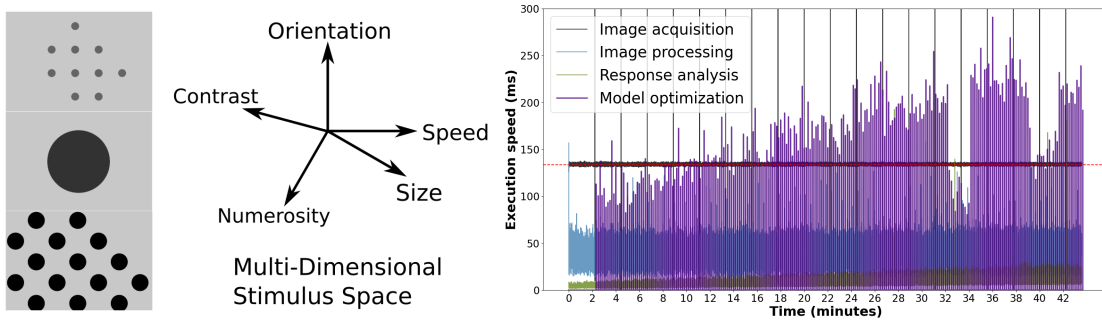 Orientation
Contrast
Speed
Size
Numerosity
Multi-Dimensional
Stimulus Space
Execution speed (ms)
300
250
200
150
100
50
0
Image acquisition
Image processing
Response analysis
Model optimization
0 2 4 6 8 10 12 14 16 18 20 22 24 26 28 30 32 34 36 38 40 42
Time (minutes)